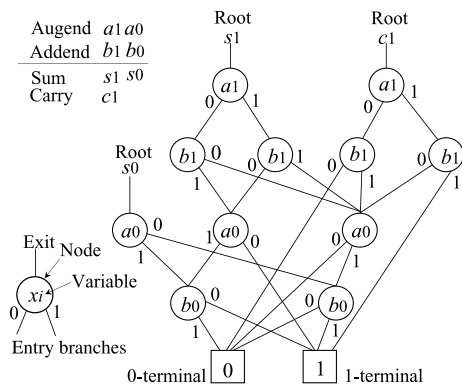 Augend a1 a0
Addend b1 b0
Sum s1 s0
Carry c1
Root
s1
Root
c1
a1
a1
0 1
0 1
b1 0
b1 1
0 b1
0 b1
1 0
1 1
Root
s0
a0 0
1 a0 0
0 a0
1 1 0 1
Exit
Node
xi
Variable
0 1
Entry branches
b0 0
0 b0
1 1
0-terminal 0
1 1-terminal